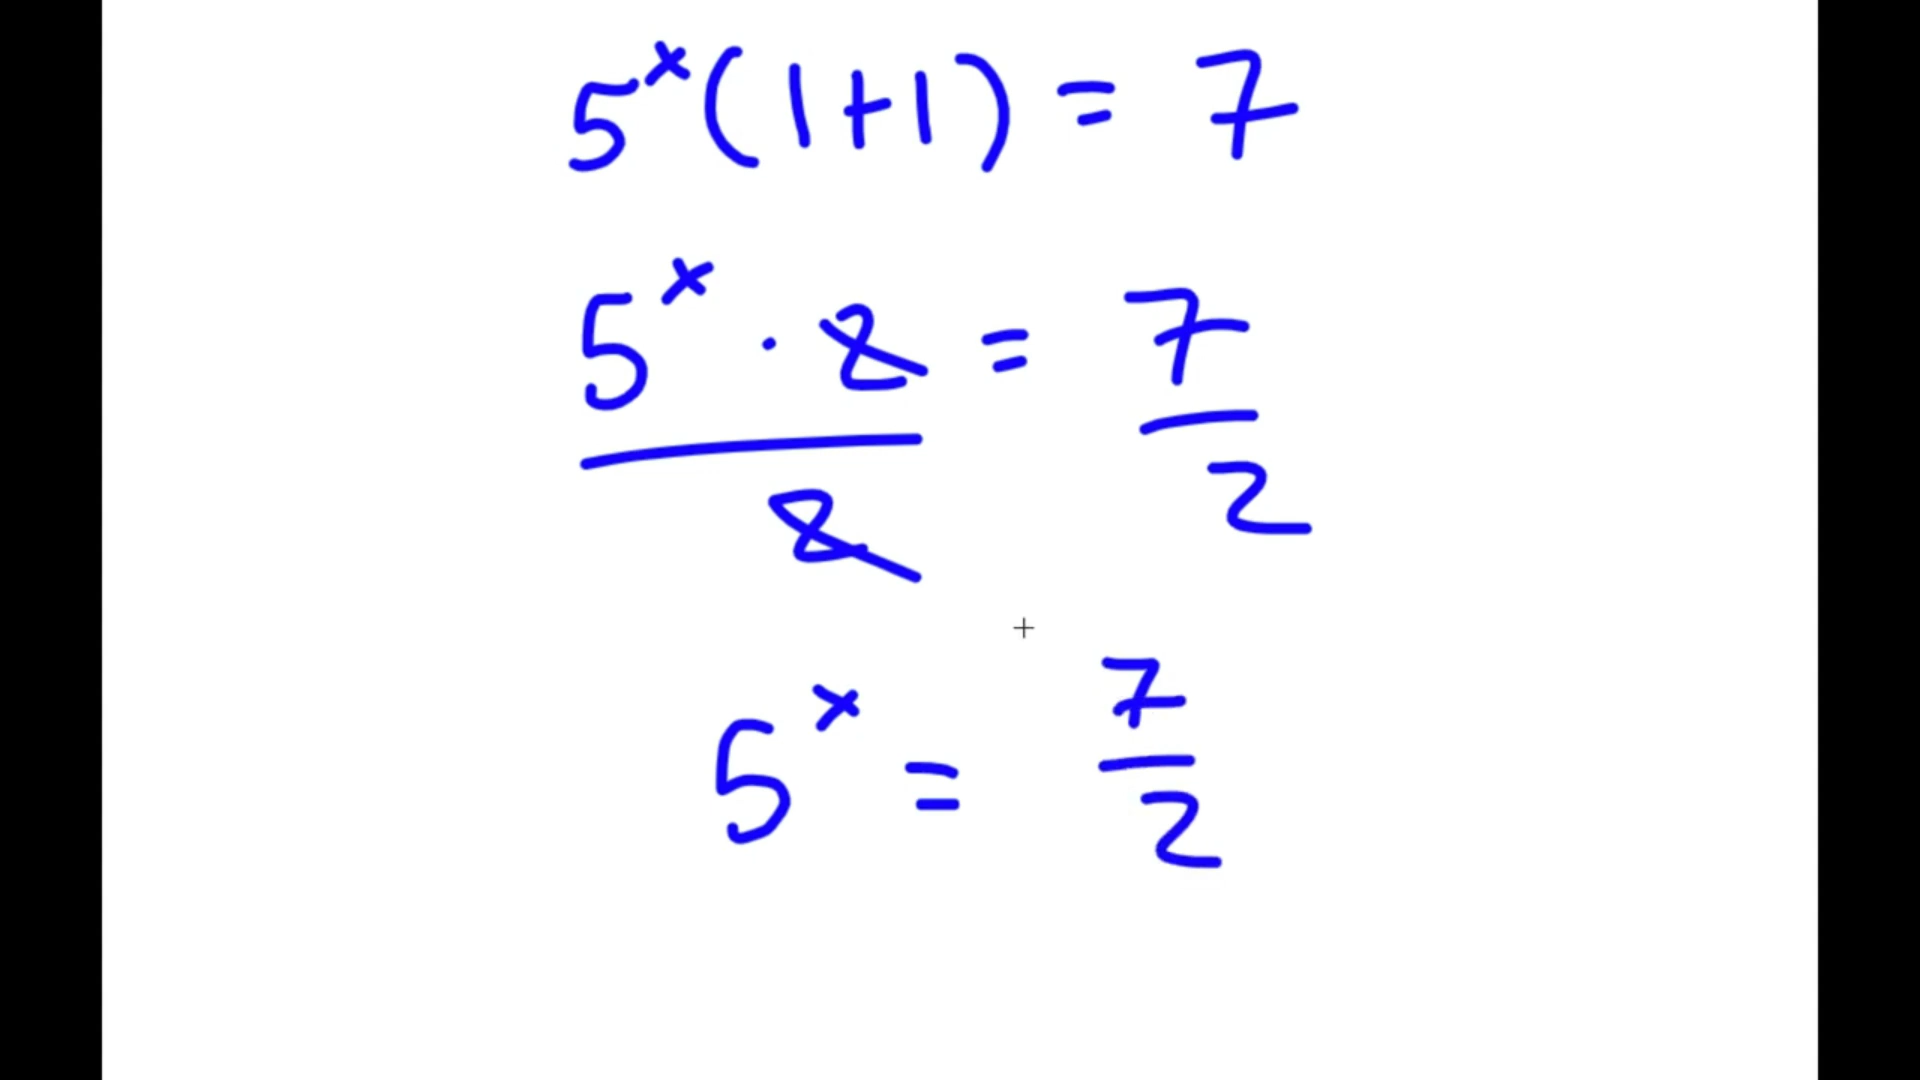 5^x (1+1) = 7
5^x · 2 / 2 = 7 / 2
5^x = 7 / 2